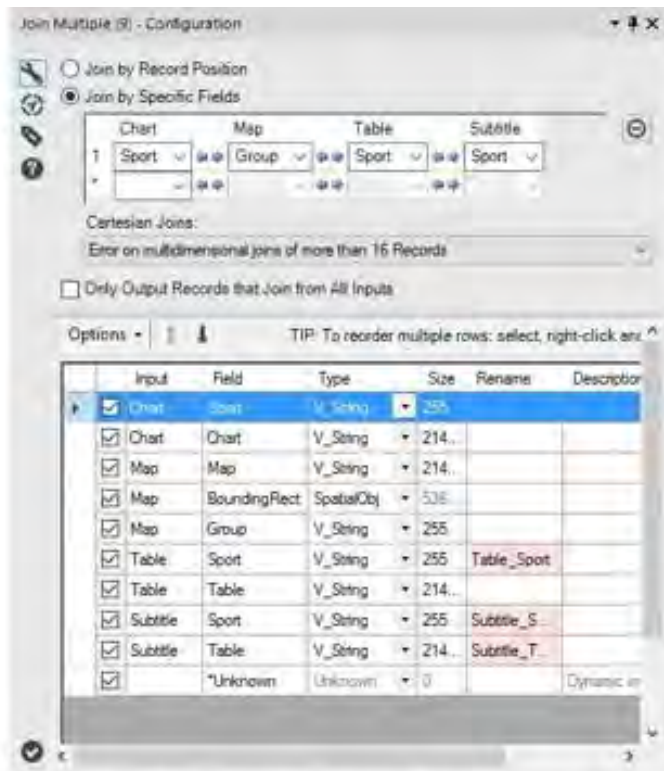 Join Multiple (9) - Configuration
Join by Record Position
Join by Specific Fields
Chart Map Table Subtitle
1 Sport Group Sport Sport
*
Cartesian Joins:
Error on multidimensional joins of more than 16 Records
Only Output Records that Join from All Inputs
Options TIP: To reorder multiple rows: select, right-click and
Input Field Type Size Rename Description
Chart Sport V_String 255
Chart Chart V_String 214...
Map Map V_String 214...
Map BoundingRect SpatialObj 536...
Map Group V_String 255
Table Sport V_String 255 Table_Sport
Table Table V_String 214...
Subtitle Sport V_String 255 Subtitle_S...
Subtitle Table V_String 214... Subtitle_T...
*Unknown Unknown 0 Dynamic